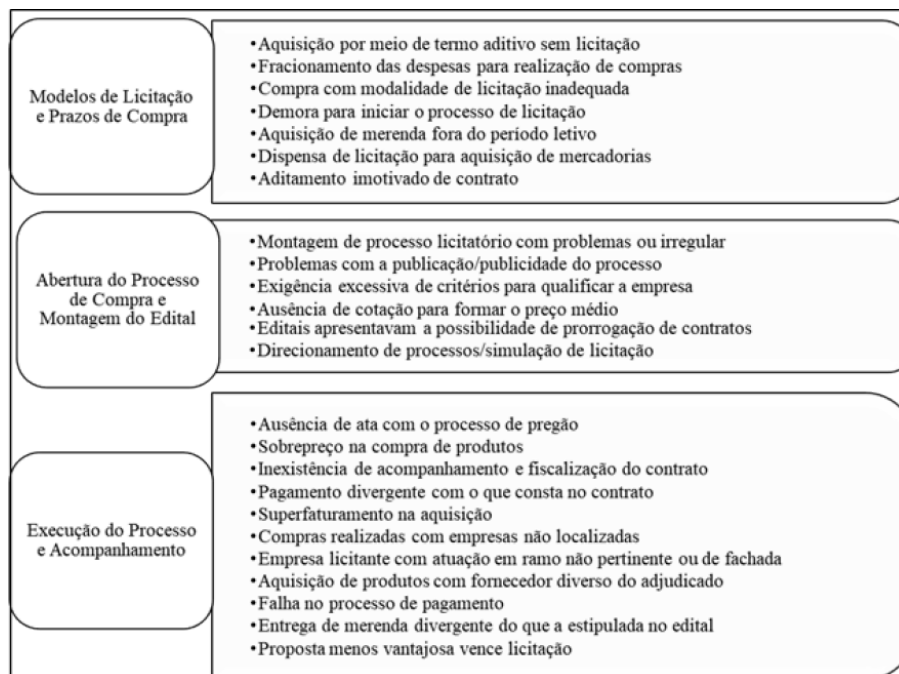 Modelos de Licitação
e Prazos de Compra
•Aquisição por meio de termo aditivo sem licitação
•Fracionamento das despesas para realização de compras
•Compra com modalidade de licitação inadequada
•Demora para iniciar o processo de licitação
•Aquisição de merenda fora do período letivo
•Dispensa de licitação para aquisição de mercadorias
•Aditamento imotivado de contrato
Abertura do Processo
de Compra e
Montagem do Edital
•Montagem de processo licitatório com problemas ou irregular
•Problemas com a publicação/publicidade do processo
•Exigência excessiva de critérios para qualificar a empresa
•Ausência de cotação para formar o preço médio
•Editais apresentavam a possibilidade de prorrogação de contratos
•Direcionamento de processos/simulação de licitação
Execução do Processo
e Acompanhamento
•Ausência de ata com o processo de pregão
•Sobrepreço na compra de produtos
•Inexistência de acompanhamento e fiscalização do contrato
•Pagamento divergente com o que consta no contrato
•Superfaturamento na aquisição
•Compras realizadas com empresas não localizadas
•Empresa licitante com atuação em ramo não pertinente ou de fachada
•Aquisição de produtos com fornecedor diverso do adjudicado
•Falha no processo de pagamento
•Entrega de merenda divergente do que a estipulada no edital
•Proposta menos vantajosa vence licitação